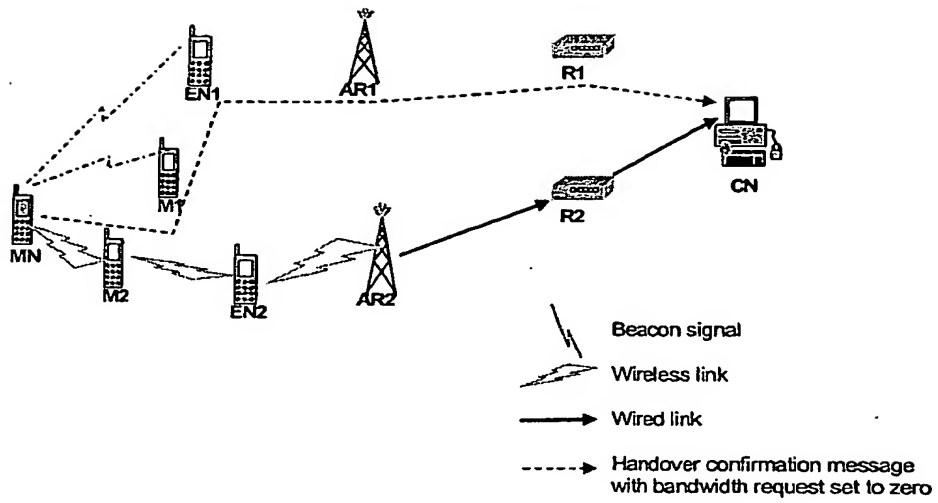 EN1
AR1
R1
M1
CN
MN
M2
EN2
AR2
R2
Beacon signal
Wireless link
Wired link
Handover confirmation message
with bandwidth request set to zero